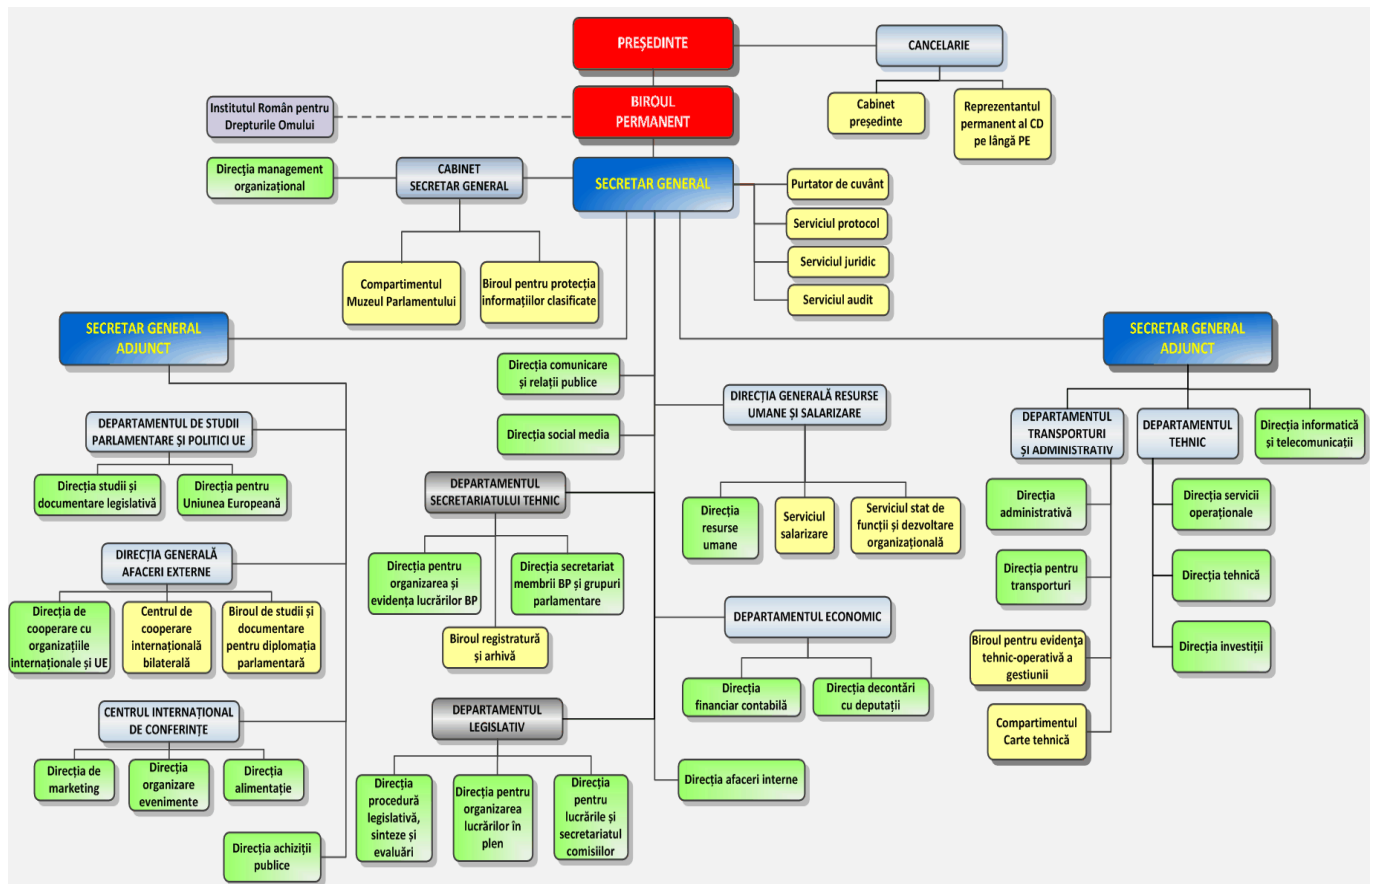 PREȘEDINTE
CANCELARIE
BIROUL
PERMANENT
Cabinet
președinte
Reprezentantul
permanent al CD
pe lângă PE
Institutul Român pentru
Drepturile Omului
Direcția management
organizațional
CABINET
SECRETAR GENERAL
SECRETAR GENERAL
Purtator de cuvânt
Serviciul protocol
Serviciul juridic
Serviciul audit
Compartimentul
Muzeul Parlamentului
Biroul pentru protecția
informațiilor clasificate
SECRETAR GENERAL
ADJUNCT
SECRETAR GENERAL
ADJUNCT
Direcția comunicare
și relații publice
Direcția social media
DIRECȚIA GENERALĂ RESURSE
UMANE ȘI SALARIZARE
DEPARTAMENTUL
TRANSPORTURI
ȘI ADMINISTRATIV
DEPARTAMENTUL
TEHNIC
Direcția informatică
și telecomunicații
DEPARTAMENTUL DE STUDII
PARLAMENTARE ȘI POLITICI UE
Direcția studii și
documentare legislativă
Direcția pentru
Uniunea Europeană
DEPARTAMENTUL
SECRETARIATULUI TEHNIC
Direcția
resurse
umane
Serviciul
salarizare
Serviciul stat de
funcții și dezvoltare
organizațională
Direcția
administrativă
Direcția servicii
operaționale
DIRECȚIA GENERALĂ
AFACERI EXTERNE
Direcția pentru
organizarea și
evidența lucrărilor BP
Direcția secretariat
membrii BP și grupuri
parlamentare
Direcția pentru
transporturi
Direcția tehnică
Direcția de
cooperare cu
organizațiile
internaționale și UE
Centrul de
cooperare
internațională
bilaterală
Biroul de studii și
documentare
pentru diplomația
parlamentară
Biroul registratură
și arhivă
DEPARTAMENTUL ECONOMIC
Biroul pentru evidența
tehnic-operativă a
gestiunii
Direcția investiții
Direcția
financiar contabilă
Direcția decontări
cu deputații
CENTRUL INTERNAȚIONAL
DE CONFERINȚE
DEPARTAMENTUL
LEGISLATIV
Compartimentul
Carte tehnică
Direcția de
marketing
Direcția
organizare
evenimente
Direcția
alimentație
Direcția
procedură
legislativă,
sinteze și
evaluări
Direcția pentru
organizarea
lucrărilor în
plen
Direcția
pentru
lucrările și
secretariatul
comisiilor
Direcția afaceri interne
Direcția achiziții
publice